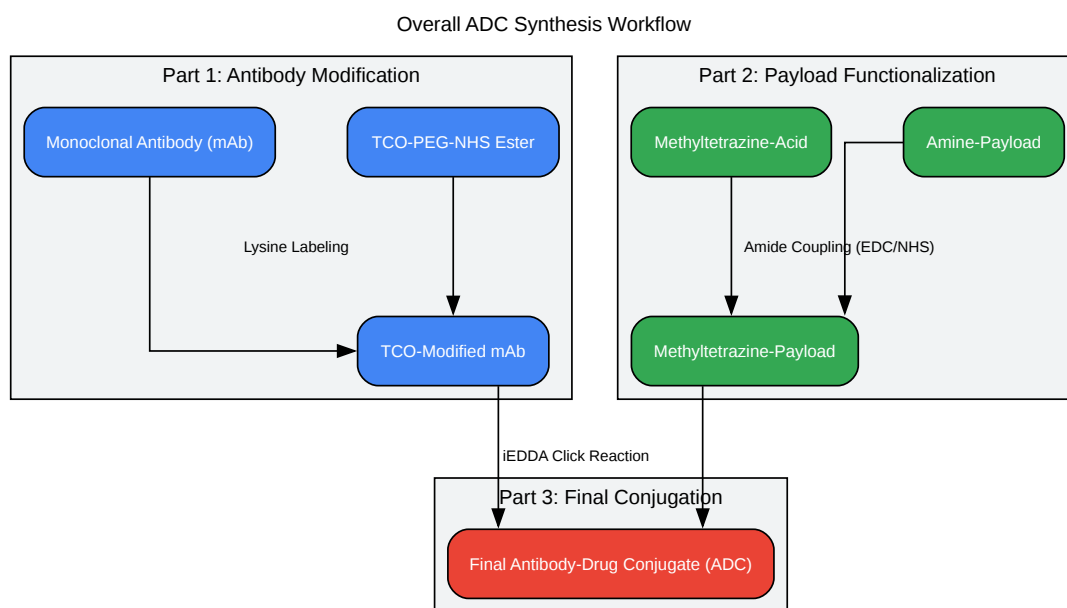 Overall ADC Synthesis Workflow
Part 1: Antibody Modification
Monoclonal Antibody (mAb)
TCO-PEG-NHS Ester
Lysine Labeling
TCO-Modified mAb
Part 2: Payload Functionalization
Methyltetrazine-Acid
Amine-Payload
Amide Coupling (EDC/NHS)
Methyltetrazine-Payload
iEDDA Click Reaction
Part 3: Final Conjugation
Final Antibody-Drug Conjugate (ADC)